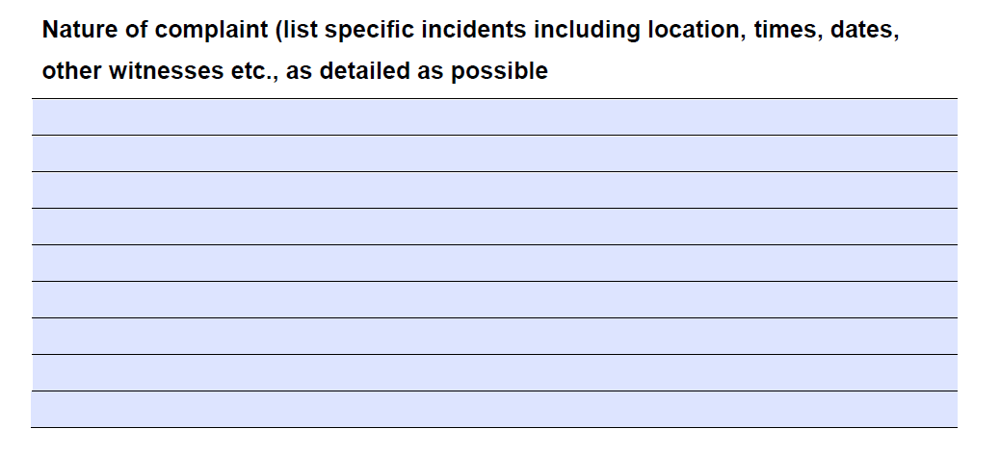 Nature of complaint (list specific incidents including location, times, dates,
other witnesses etc., as detailed as possible